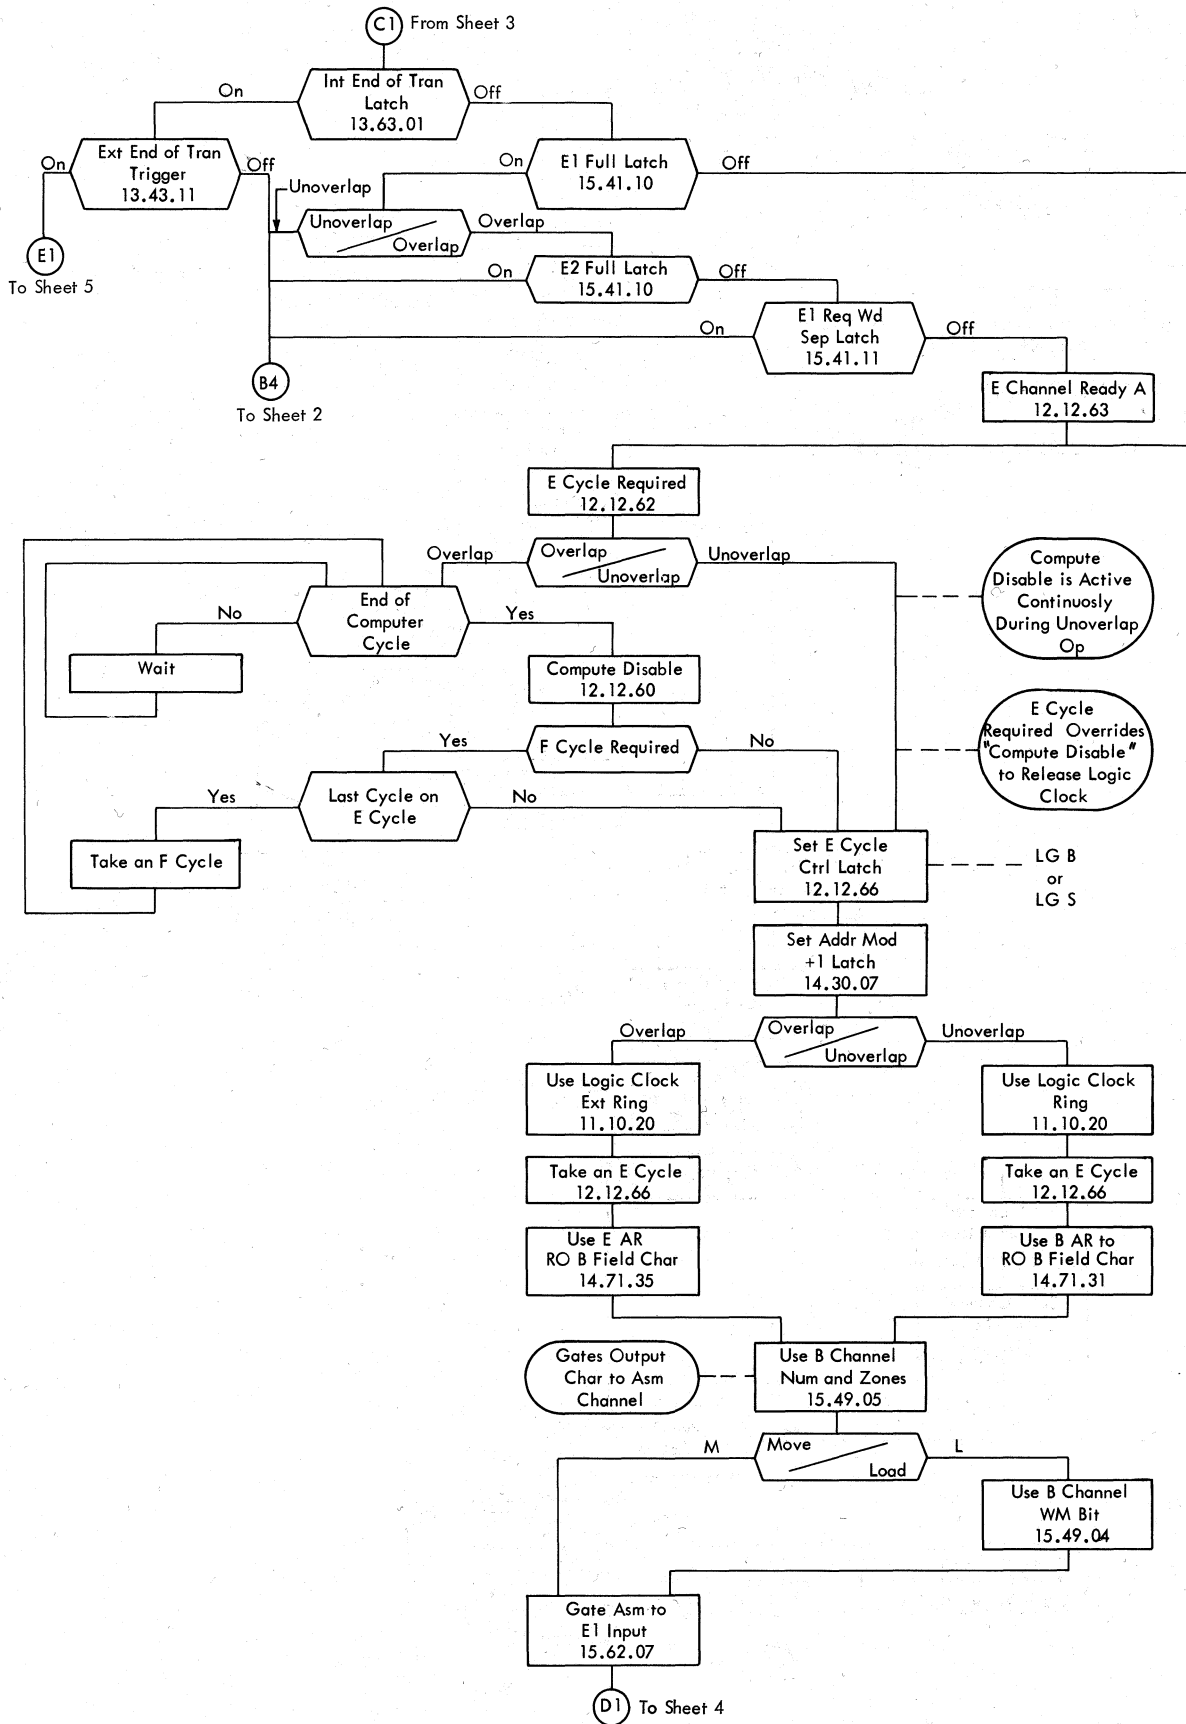 C1 From Sheet 3
Int End of Tran
Latch
13.63.01
On
Off
Ext End of Tran
Trigger
13.43.11
On
Off
E1 Full Latch
15.41.10
On
Off
Unoverlap
Unoverlap
Overlap
Overlap
E1
To Sheet 5
E2 Full Latch
15.41.10
On
Off
E1 Req Wd
Sep Latch
15.41.11
On
Off
B4
To Sheet 2
E Channel Ready A
12.12.63
E Cycle Required
12.12.62
Overlap
Overlap
Unoverlap
Unoverlap
Compute
Disable is Active
Continuosly
During Unoverlap
Op
End of
Computer
Cycle
No
Yes
Wait
Compute Disable
12.12.60
E Cycle
Required Overrides
"Compute Disable"
to Release Logic
Clock
Yes
F Cycle Required
No
Yes
Last Cycle on
E Cycle
No
Take an F Cycle
Set E Cycle
Ctrl Latch
12.12.66
LG B
or
LG S
Set Addr Mod
+1 Latch
14.30.07
Overlap
Overlap
Unoverlap
Unoverlap
Use Logic Clock
Ext Ring
11.10.20
Use Logic Clock
Ring
11.10.20
Take an E Cycle
12.12.66
Take an E Cycle
12.12.66
Use E AR
RO B Field Char
14.71.35
Use B AR to
RO B Field Char
14.71.31
Gates Output
Char to Asm
Channel
Use B Channel
Num and Zones
15.49.05
M
Move
Load
L
Use B Channel
WM Bit
15.49.04
Gate Asm to
E1 Input
15.62.07
D1 To Sheet 4